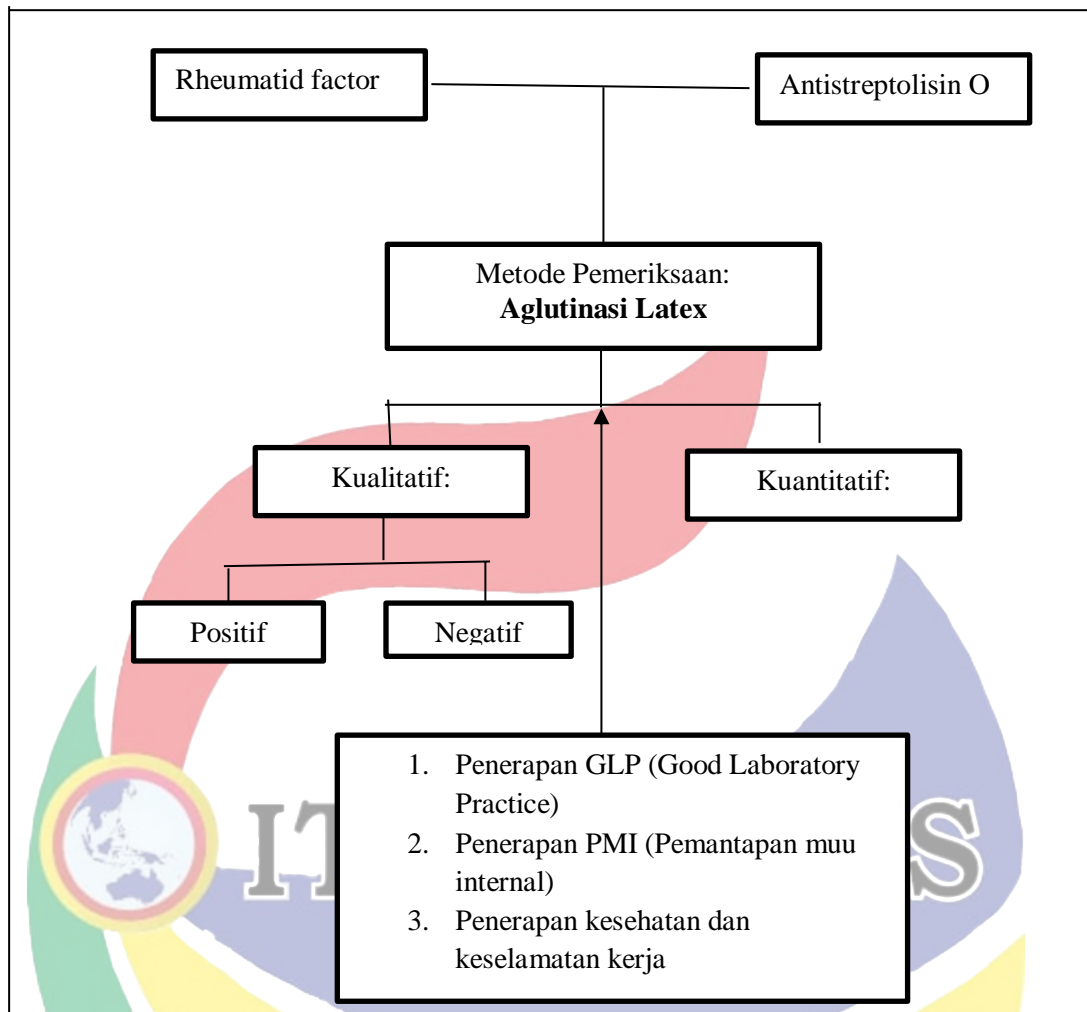 Rheumatid factor
Antistreptolisin O
Metode Pemeriksaan:
Aglutinasi Latex
Kualitatif:
Kuantitatif:
Positif
Negatif
1. Penerapan GLP (Good Laboratory
Practice)
2. Penerapan PMI (Pemantapan muu
internal)
3. Penerapan kesehatan dan
keselamatan kerja